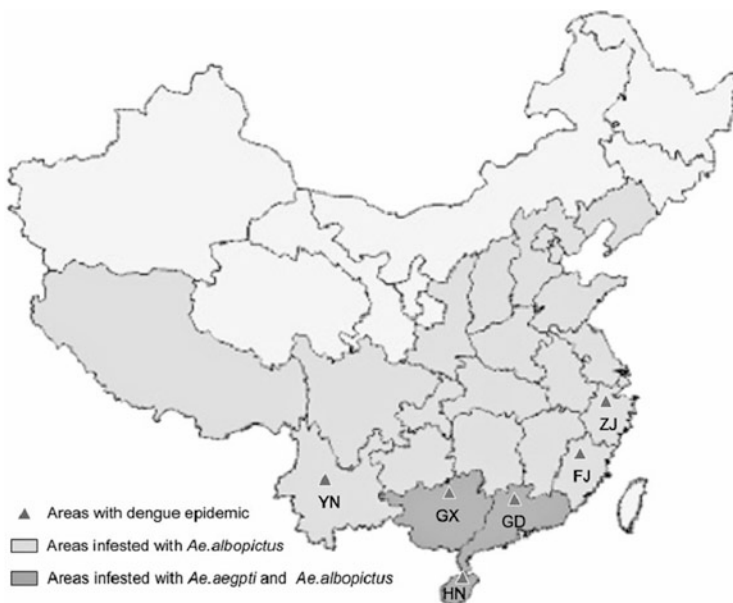 ZJ
FJ
YN
GX
GD
HN
Areas with dengue epidemic
Areas infested with Ae.albopictus
Areas infested with Ae.aegpti and Ae.albopictus